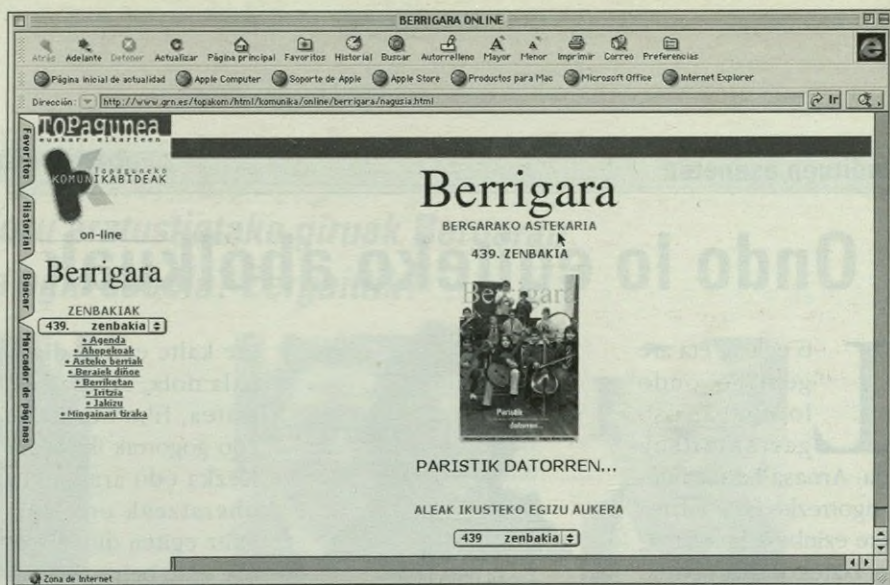 BERRIGARA ONLINE
Atrás Adelante Detener Actualizar Página principal Favoritos Historial Buscar Autorrelleno Mayor Menor Imprimir Correo Preferencias
Página inicial de actualidad Apple Computer Soporte de Apple Apple Store Productos para Mac Microsoft Office Internet Explorer
Dirección: http://www.grn.es/topakom/html/komunika/online/berrigara/nagusia.html Ir
Favoritos
Historial
Buscar
Marcador de páginas
TOPagunea
euskara elkarteen
Topaguneko
KOMUNIKABIDEAK
on-line
Berrigara
ZENBAKIAK
439. zenbakia
• Agenda
• Ahopekoak
• Asteko berriak
• Beraiek diñoe
• Berriketan
• Iritzia
• Jakizu
• Mingainari tiraka
Berrigara
BERGARAKO ASTEKARIA
439. ZENBAKIA
Berrigara
Paristik
datorren...
PARISTIK DATORREN...
ALEAK IKUSTEKO EGIZU AUKERA
439 zenbakia
Zona de Internet
Ondo lo egiteko aholkuak